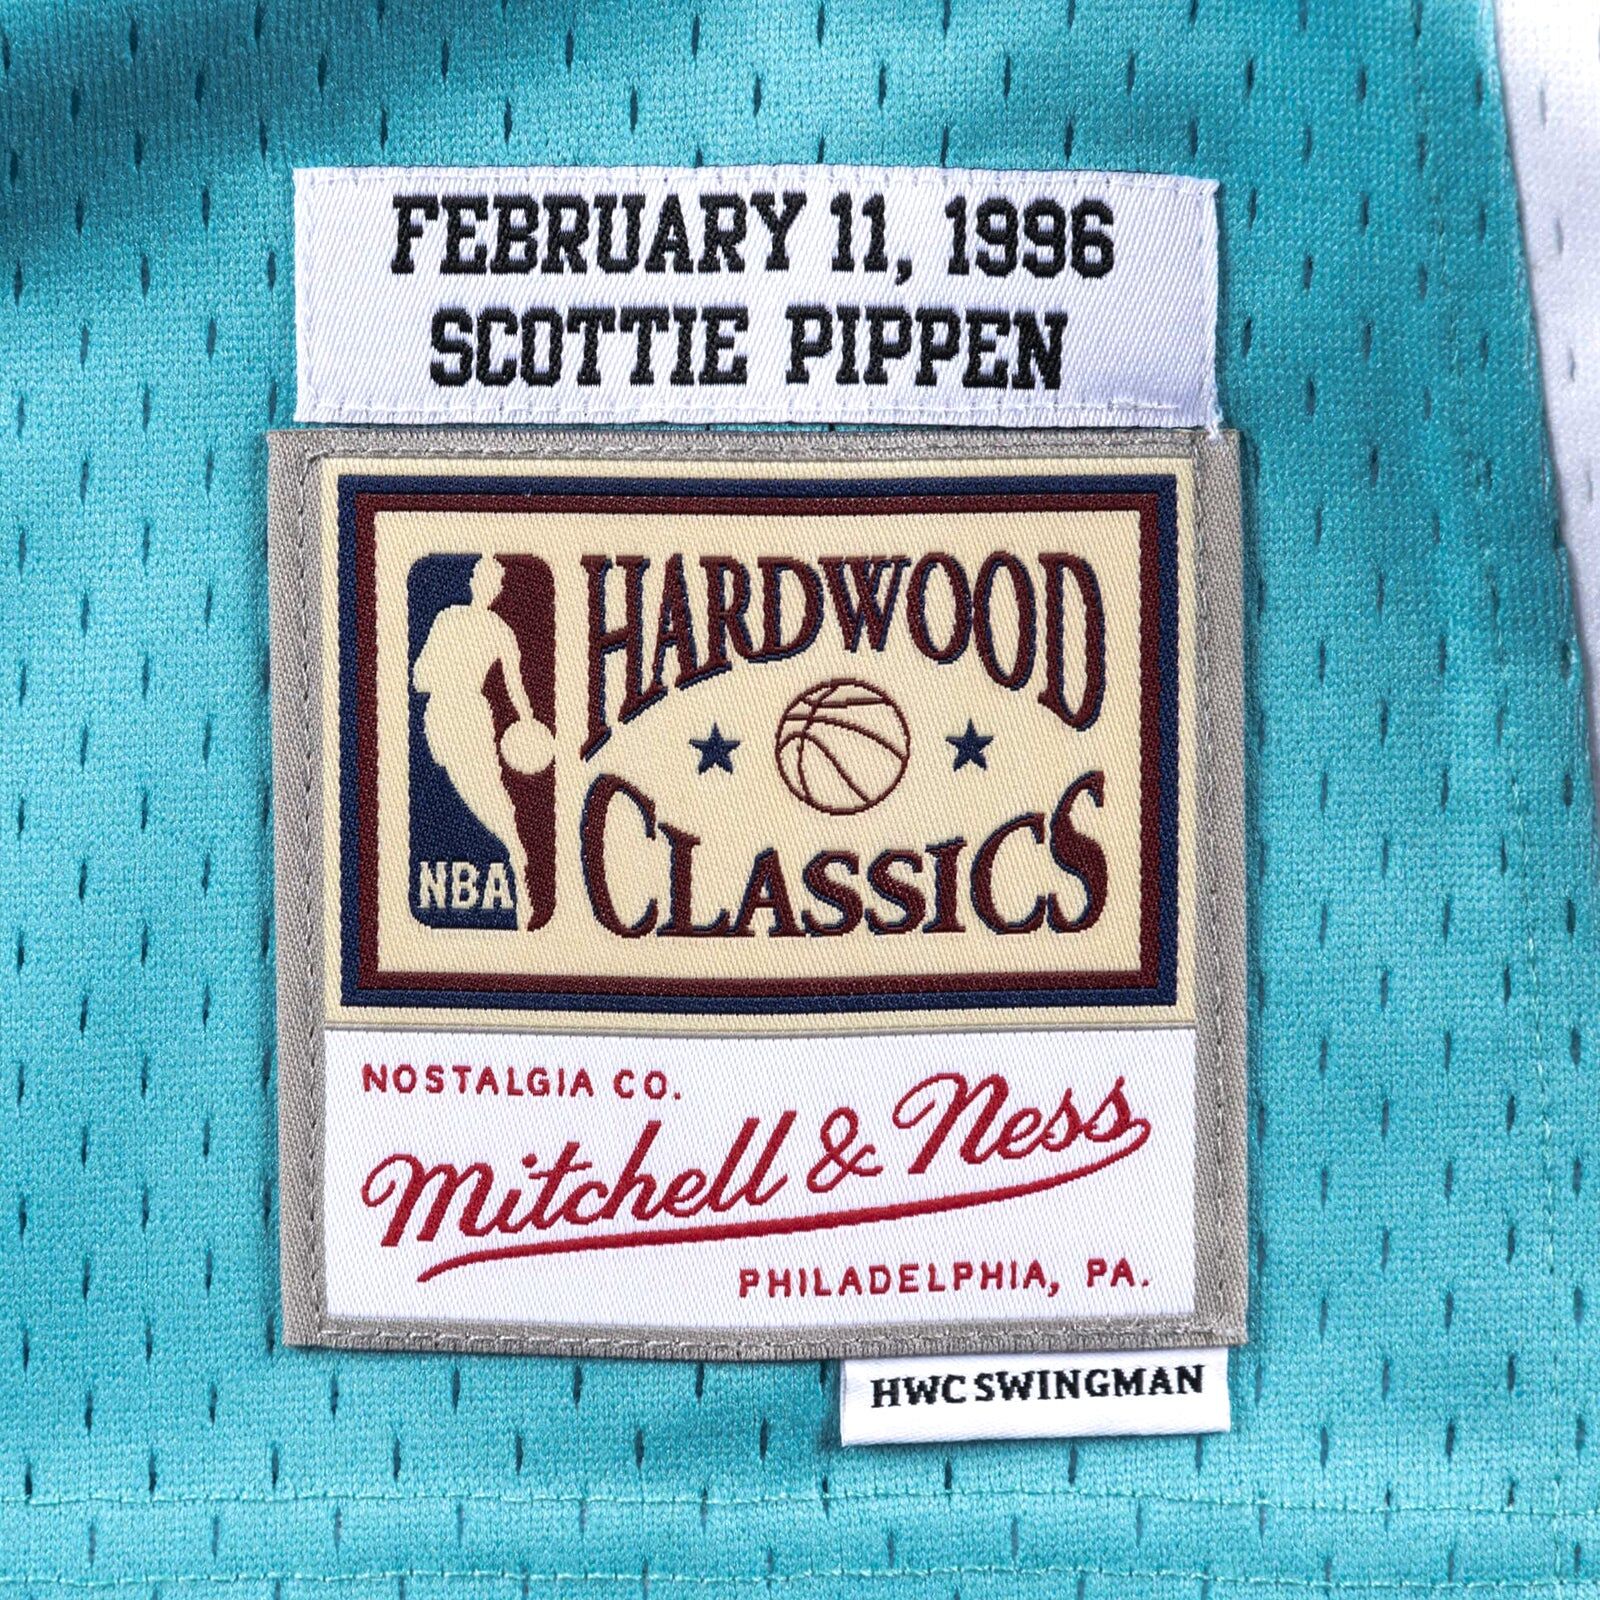 FEBRUARY 11, 1996
SCOTTIE PIPPEN
HARDWOOD
CLASSICS
NBA
NOSTALGIA CO.
Mitchell & Ness
PHILADELPHIA, PA.
HWC SWINGMAN